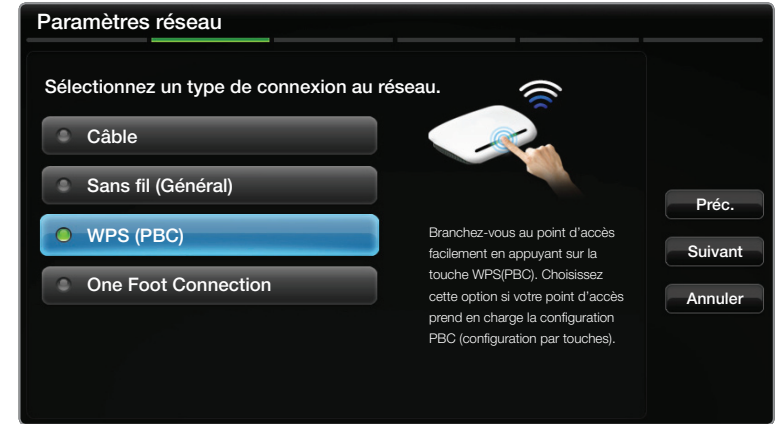 Paramètres réseau
Sélectionnez un type de connexion au réseau.
Câble
Sans fil (Général)
WPS (PBC)
One Foot Connection
Branchez-vous au point d'accès
facilement en appuyant sur la
touche WPS(PBC). Choisissez
cette option si votre point d'accès
prend en charge la configuration
PBC (configuration par touches).
Préc.
Suivant
Annuler